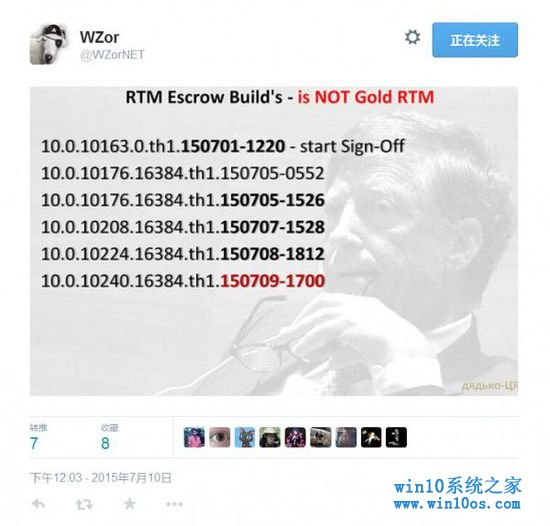 WZor
@WZorNET
正在关注
RTM Escrow Build's - is NOT Gold RTM
10.0.10163.0.th1.150701-1220 - start Sign-Off
10.0.10176.16384.th1.150705-0552
10.0.10176.16384.th1.150705-1526
10.0.10208.16384.th1.150707-1528
10.0.10224.16384.th1.150708-1812
10.0.10240.16384.th1.150709-1700
дядько-ЦЯ
转推 收藏
7 8
下午12:03 - 2015年7月10日
win10系统之家
www.win10os.com